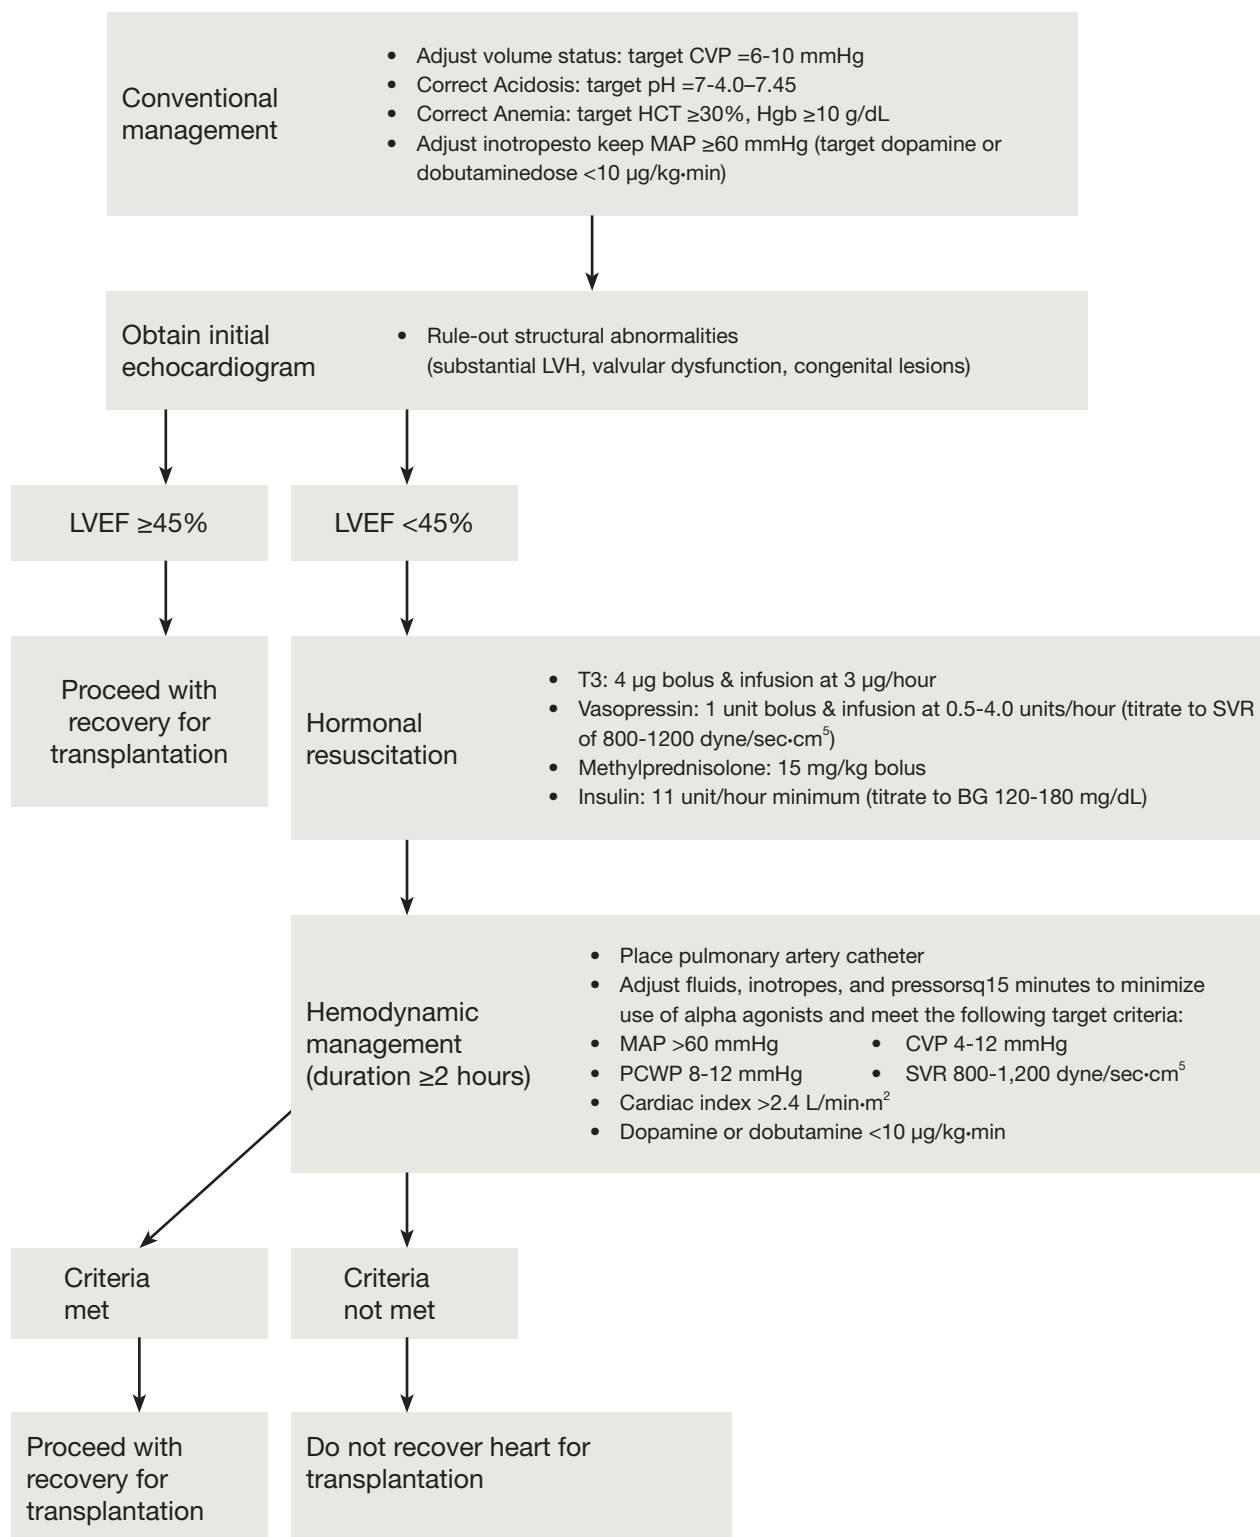 Conventional
management
• Adjust volume status: target CVP =6-10 mmHg
• Correct Acidosis: target pH =7-4.0–7.45
• Correct Anemia: target HCT ≥30%, Hgb ≥10 g/dL
• Adjust inotropesto keep MAP ≥60 mmHg (target dopamine or
dobutaminedose <10 µg/kg•min)
Obtain initial
echocardiogram
• Rule-out structural abnormalities
(substantial LVH, valvular dysfunction, congenital lesions)
LVEF ≥45%
LVEF <45%
Proceed with
recovery for
transplantation
Hormonal
resuscitation
• T3: 4 µg bolus & infusion at 3 µg/hour
• Vasopressin: 1 unit bolus & infusion at 0.5-4.0 units/hour (titrate to SVR
of 800-1200 dyne/sec•cm⁵)
• Methylprednisolone: 15 mg/kg bolus
• Insulin: 11 unit/hour minimum (titrate to BG 120-180 mg/dL)
Hemodynamic
management
(duration ≥2 hours)
• Place pulmonary artery catheter
• Adjust fluids, inotropes, and pressorsq15 minutes to minimize
use of alpha agonists and meet the following target criteria:
• MAP >60 mmHg • CVP 4-12 mmHg
• PCWP 8-12 mmHg • SVR 800-1,200 dyne/sec•cm⁵
• Cardiac index >2.4 L/min•m²
• Dopamine or dobutamine <10 µg/kg•min
Criteria
met
Criteria
not met
Proceed with
recovery for
transplantation
Do not recover heart for
transplantation